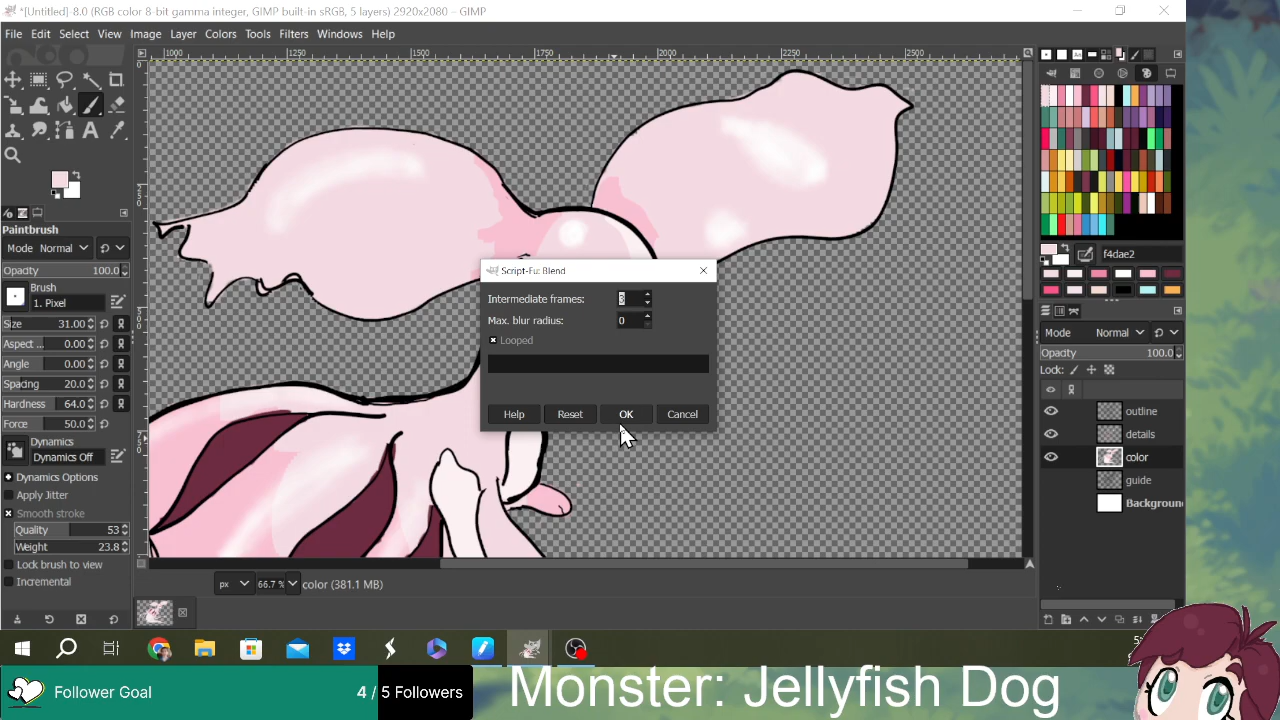 *[Untitled]-8.0 (RGB color 8-bit gamma integer, GIMP built-in sRGB, 5 layers) 2920x2080 – GIMP
File Edit Select View Image Layer Colors Tools Filters Windows Help
1000 1250 1500 1750 2000 2250 2500
Paintbrush
Mode Normal
Opacity 100.0
Brush
1. Pixel
Size 31.00
Aspect ... 0.00
Angle 0.00
Spacing 20.0
Hardness 64.0
Force 50.0
Dynamics
Dynamics Off
Dynamics Options
Apply Jitter
Smooth stroke
Quality 53
Weight 23.8
Lock brush to view
Incremental
Script-Fu: Blend
Intermediate frames: 3
Max. blur radius: 0
Looped
Help Reset OK Cancel
f4dae2
Mode Normal
Opacity 100.0
Lock:
outline
details
color
guide
Backgroun
px 66.7 % color (381.1 MB)
Follower Goal 4 / 5 Followers
Monster: Jellyfish Dog